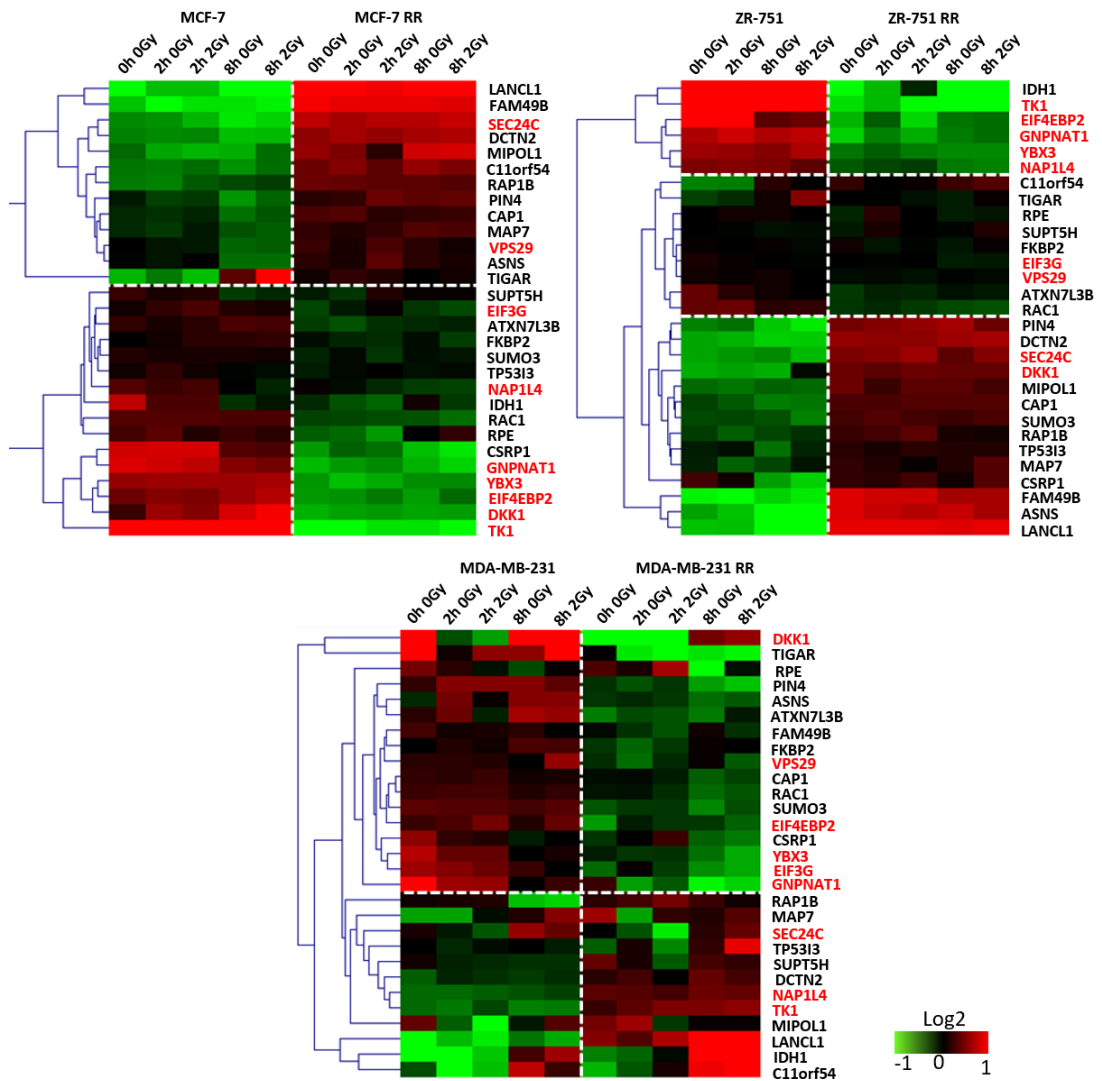 MCF-7 MCF-7 RR
0h 0Gy 2h 0Gy 2h 2Gy 8h 0Gy 8h 2Gy 0h 0Gy 2h 0Gy 2h 2Gy 8h 0Gy 8h 2Gy
LANCL1
FAM49B
SEC24C
DCTN2
MIPOL1
C11orf54
RAP1B
PIN4
CAP1
MAP7
VPS29
ASNS
TIGAR
SUPT5H
EIF3G
ATXN7L3B
FKBP2
SUMO3
TP53I3
NAP1L4
IDH1
RAC1
RPE
CSRP1
GNPNAT1
YBX3
EIF4EBP2
DKK1
TK1
ZR-751 ZR-751 RR
0h 0Gy 2h 0Gy 8h 0Gy 8h 2Gy 0h 0Gy 2h 0Gy 2h 2Gy 8h 0Gy 8h 2Gy
IDH1
TK1
EIF4EBP2
GNPNAT1
YBX3
NAP1L4
C11orf54
TIGAR
RPE
SUPT5H
FKBP2
EIF3G
VPS29
ATXN7L3B
RAC1
PIN4
DCTN2
SEC24C
DKK1
MIPOL1
CAP1
SUMO3
RAP1B
TP53I3
MAP7
CSRP1
FAM49B
ASNS
LANCL1
MDA-MB-231 MDA-MB-231 RR
0h 0Gy 2h 0Gy 2h 2Gy 8h 0Gy 8h 2Gy 0h 0Gy 2h 0Gy 2h 2Gy 8h 0Gy 8h 2Gy
DKK1
TIGAR
RPE
PIN4
ASNS
ATXN7L3B
FAM49B
FKBP2
VPS29
CAP1
RAC1
SUMO3
EIF4EBP2
CSRP1
YBX3
EIF3G
GNPNAT1
RAP1B
MAP7
SEC24C
TP53I3
SUPT5H
DCTN2
NAP1L4
TK1
MIPOL1
LANCL1
IDH1
C11orf54
Log2
-1 0 1